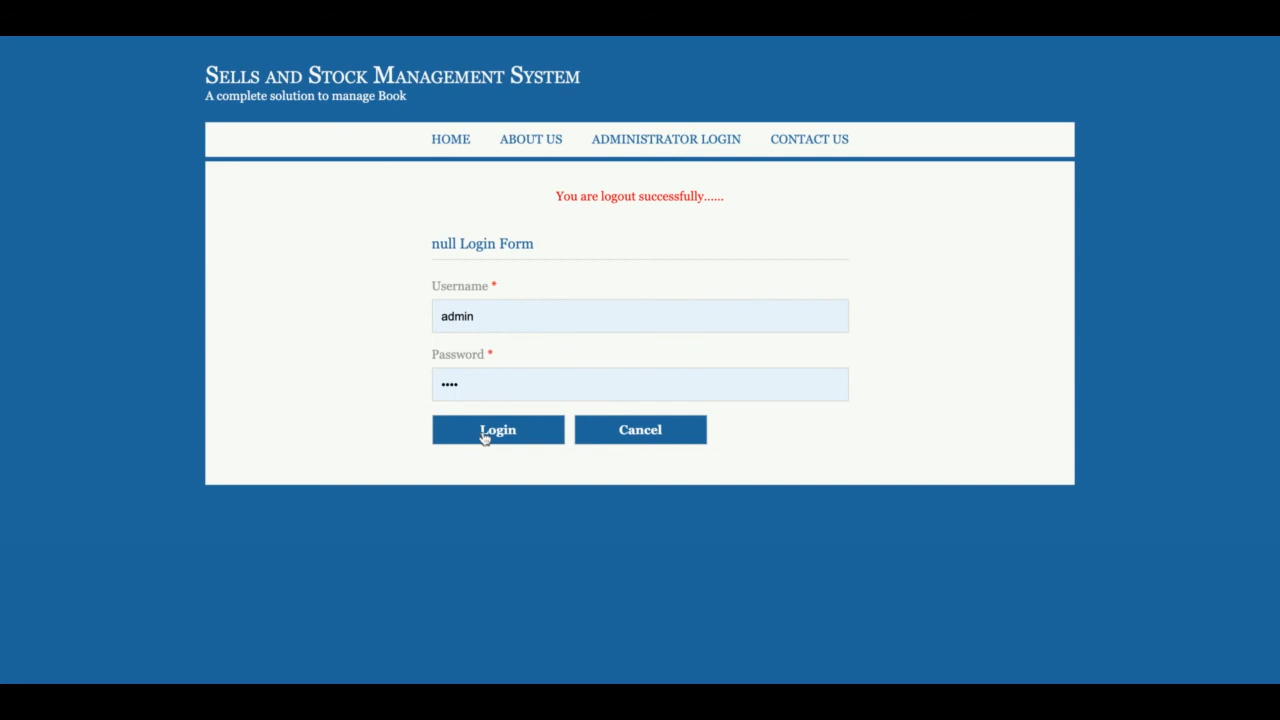 Sells and Stock Management System
A complete solution to manage Book
HOME ABOUT US ADMINISTRATOR LOGIN CONTACT US
You are logout successfully......
null Login Form
Username *
admin
Password *
••••
Login Cancel